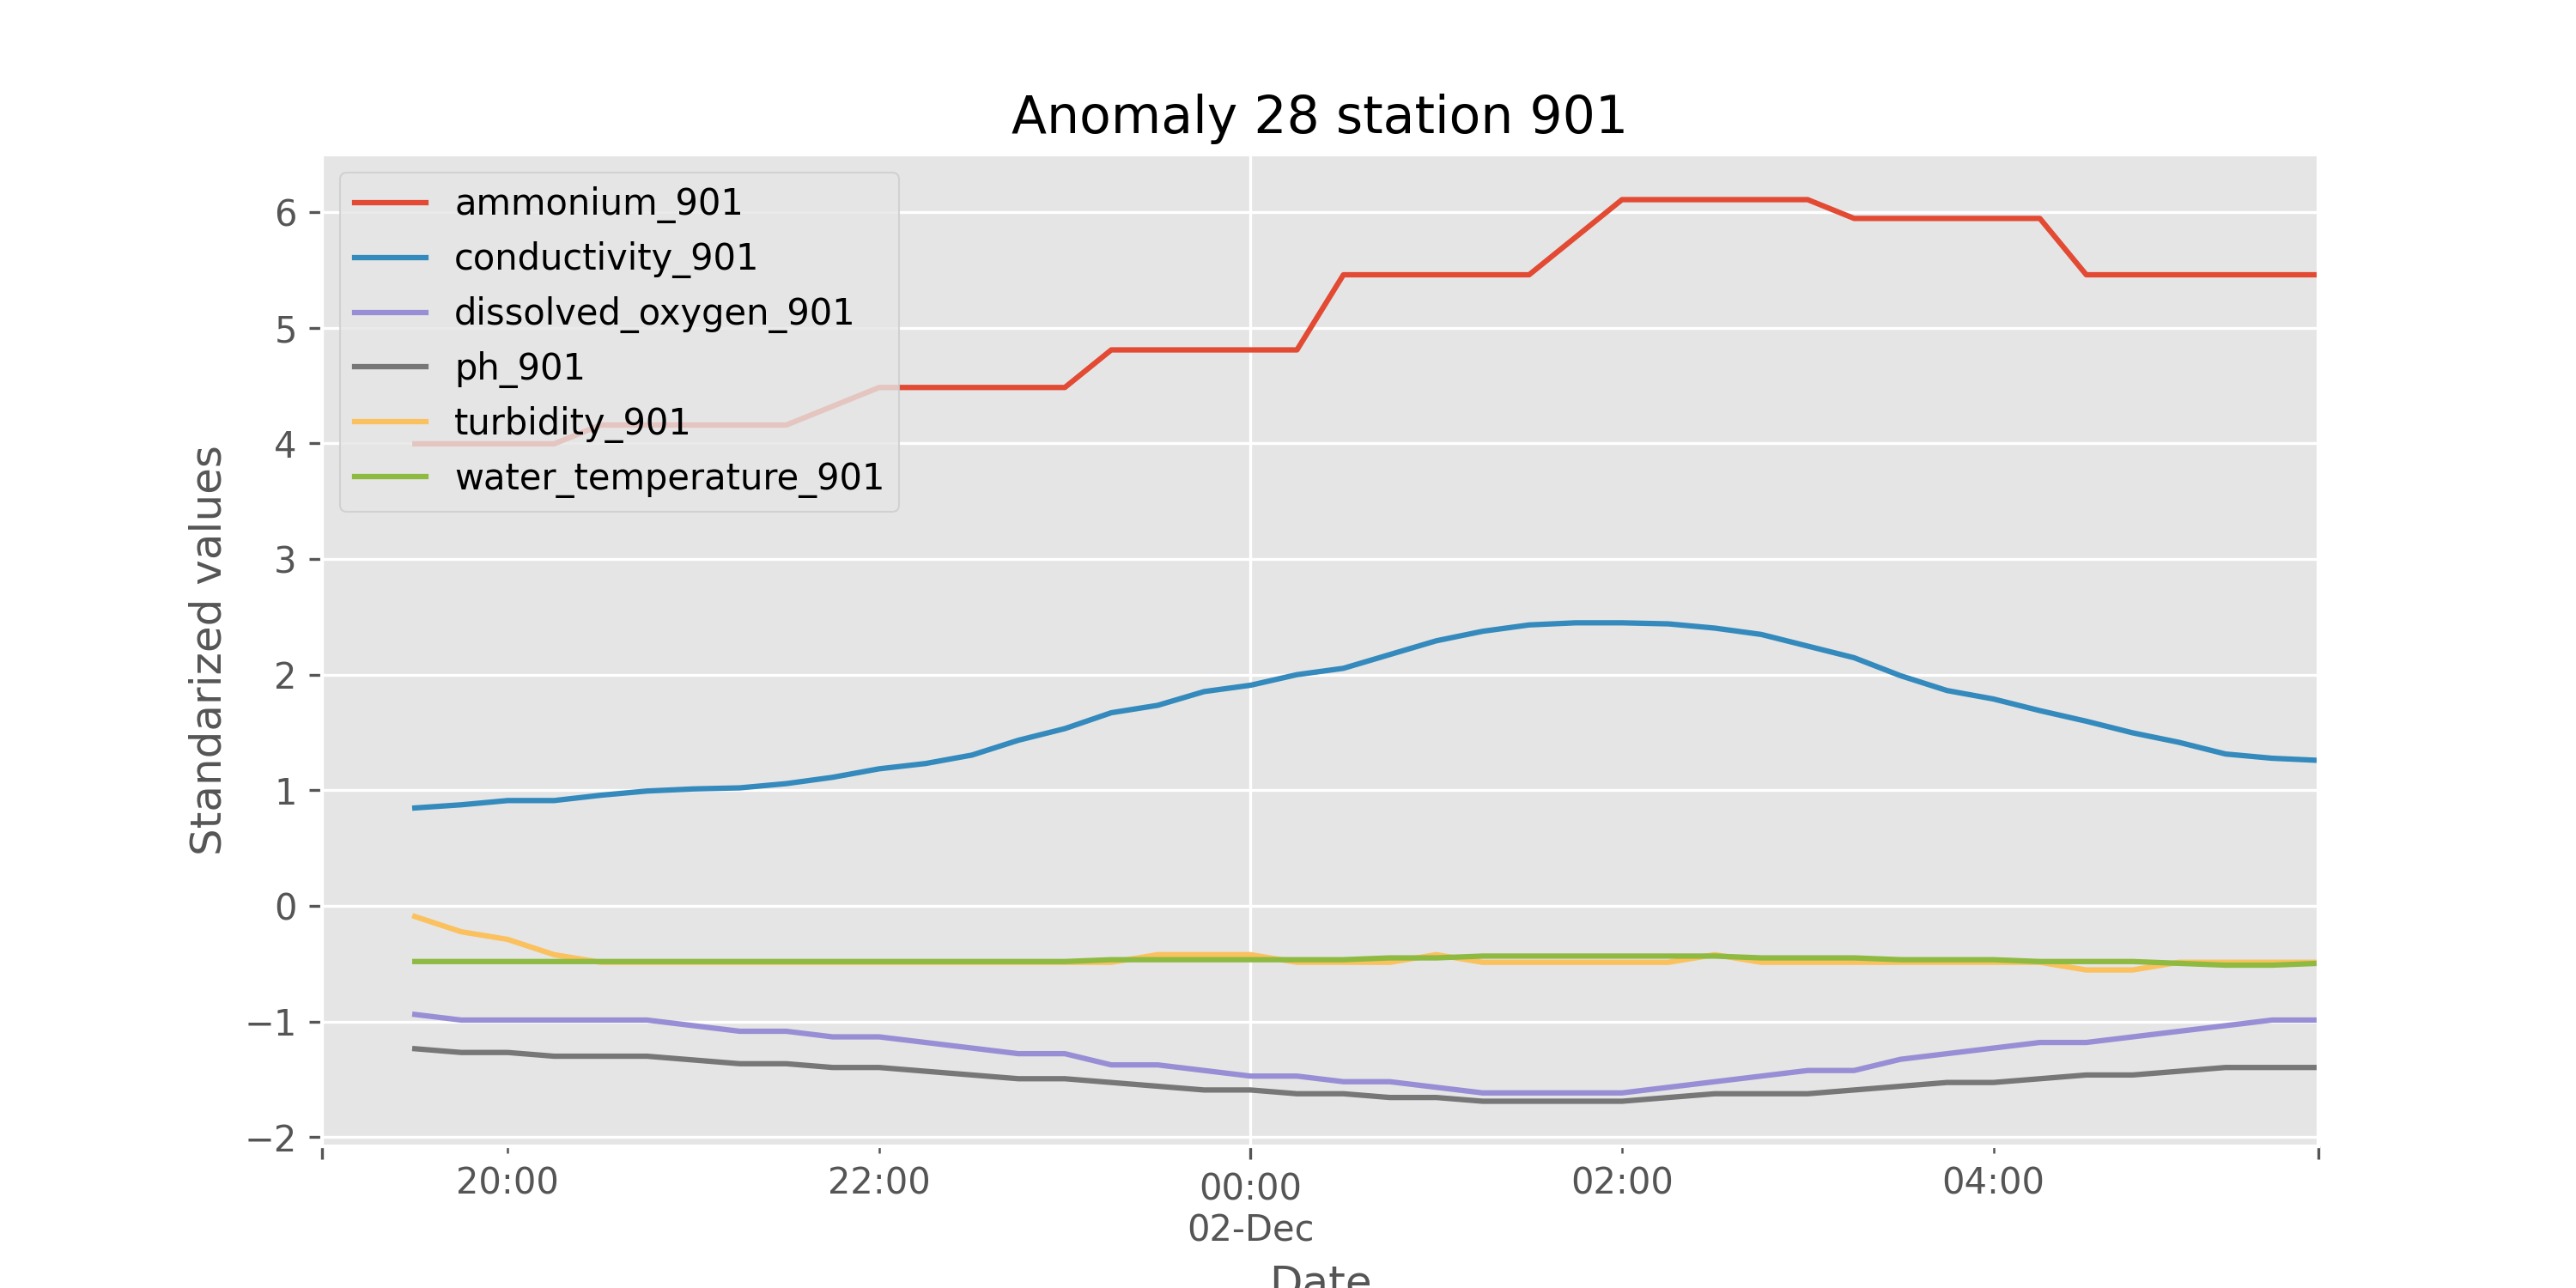 Anomaly 28 station 901
ammonium_901
conductivity_901
dissolved_oxygen_901
ph_901
turbidity_901
water_temperature_901
Standarized values
6
5
4
3
2
1
0
−1
−2
20:00 22:00 00:00 02:00 04:00
02-Dec
Date